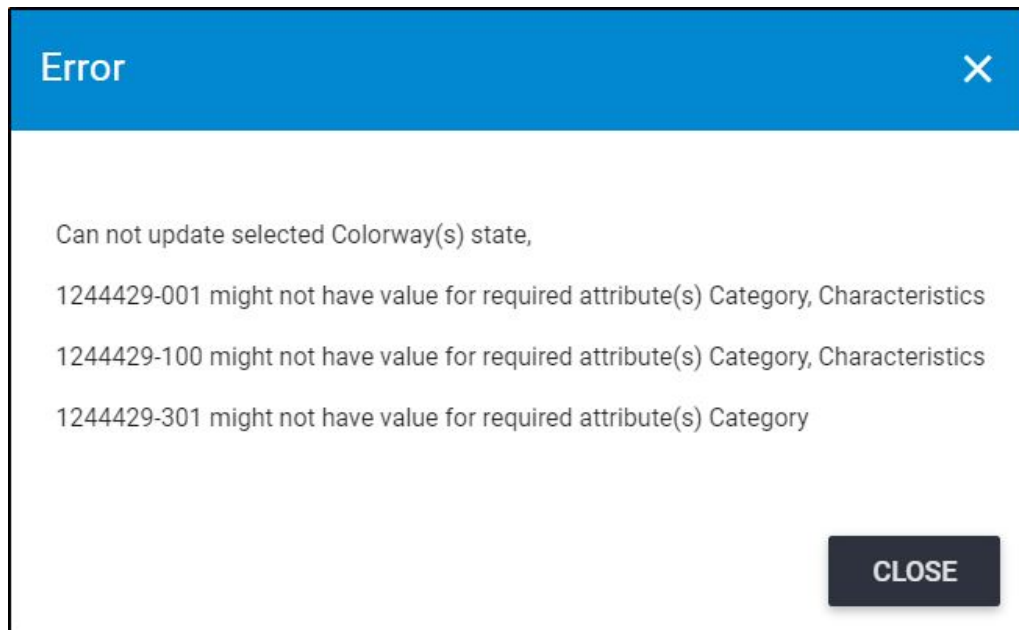 Error
Can not update selected Colorway(s) state,
1244429-001 might not have value for required attribute(s) Category, Characteristics
1244429-100 might not have value for required attribute(s) Category, Characteristics
1244429-301 might not have value for required attribute(s) Category
CLOSE